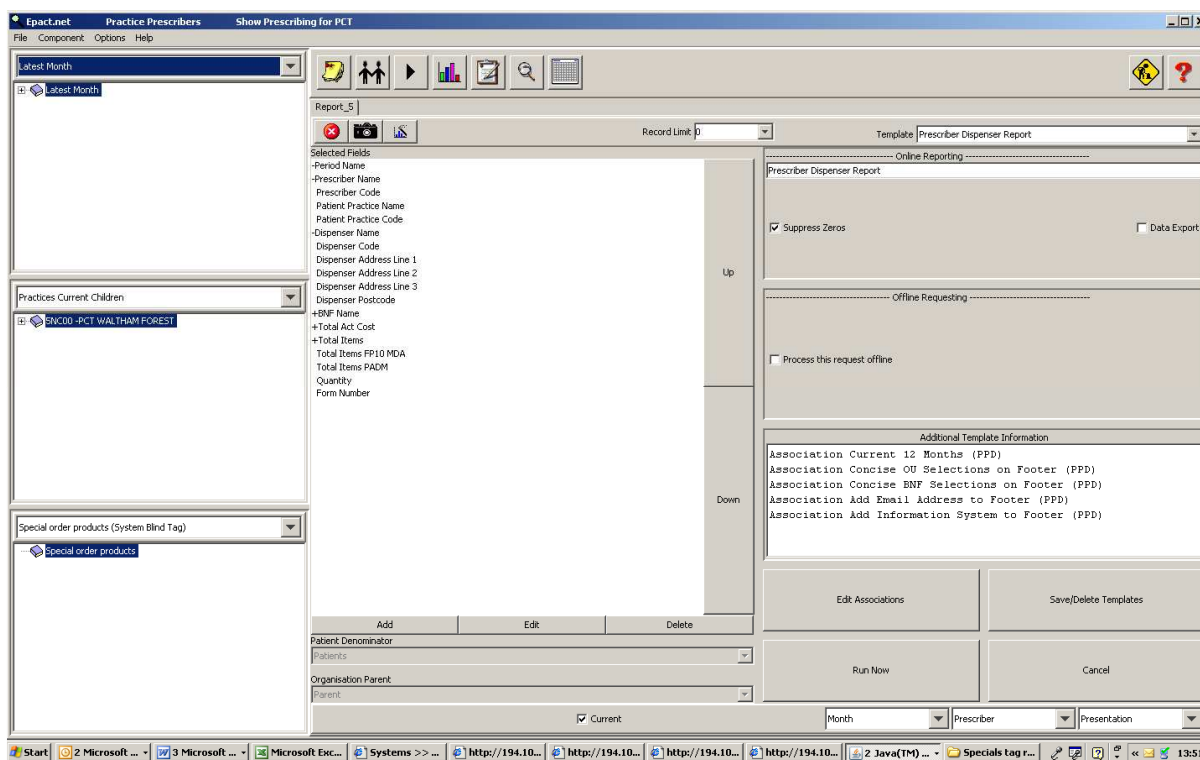 Epact.net Practice Prescribers Show Prescribing for PCT
File Component Options Help
Latest Month
Latest Month
Practices Current Children
5NC00 -PCT WALTHAM FOREST
Special order products (System Blind Tag)
Special order products
Report_5
Record Limit 0
Template Prescriber Dispenser Report
Selected Fields
-Period Name
-Prescriber Name
Prescriber Code
Patient Practice Name
Patient Practice Code
-Dispenser Name
Dispenser Code
Dispenser Address Line 1
Dispenser Address Line 2
Dispenser Address Line 3
Dispenser Postcode
+BNF Name
+Total Act Cost
+Total Items
Total Items FP10 MDA
Total Items PADM
Quantity
Form Number
Up
Down
Add Edit Delete
Patient Denominator
Patients
Organisation Parent
Parent
Online Reporting
Prescriber Dispenser Report
Suppress Zeros
Data Export
Offline Requesting
Process this request offline
Additional Template Information
Association Current 12 Months (PPD)
Association Concise OU Selections on Footer (PPD)
Association Concise BNF Selections on Footer (PPD)
Association Add Email Address to Footer (PPD)
Association Add Information System to Footer (PPD)
Edit Associations Save/Delete Templates
Run Now Cancel
Current Month Prescriber Presentation
Start 2 Microsoft ... 3 Microsoft ... Microsoft Exc... Systems >> ... http://194.10... http://194.10... http://194.10... http://194.10... 2 Java(TM) ... Specials tag r... 13:51